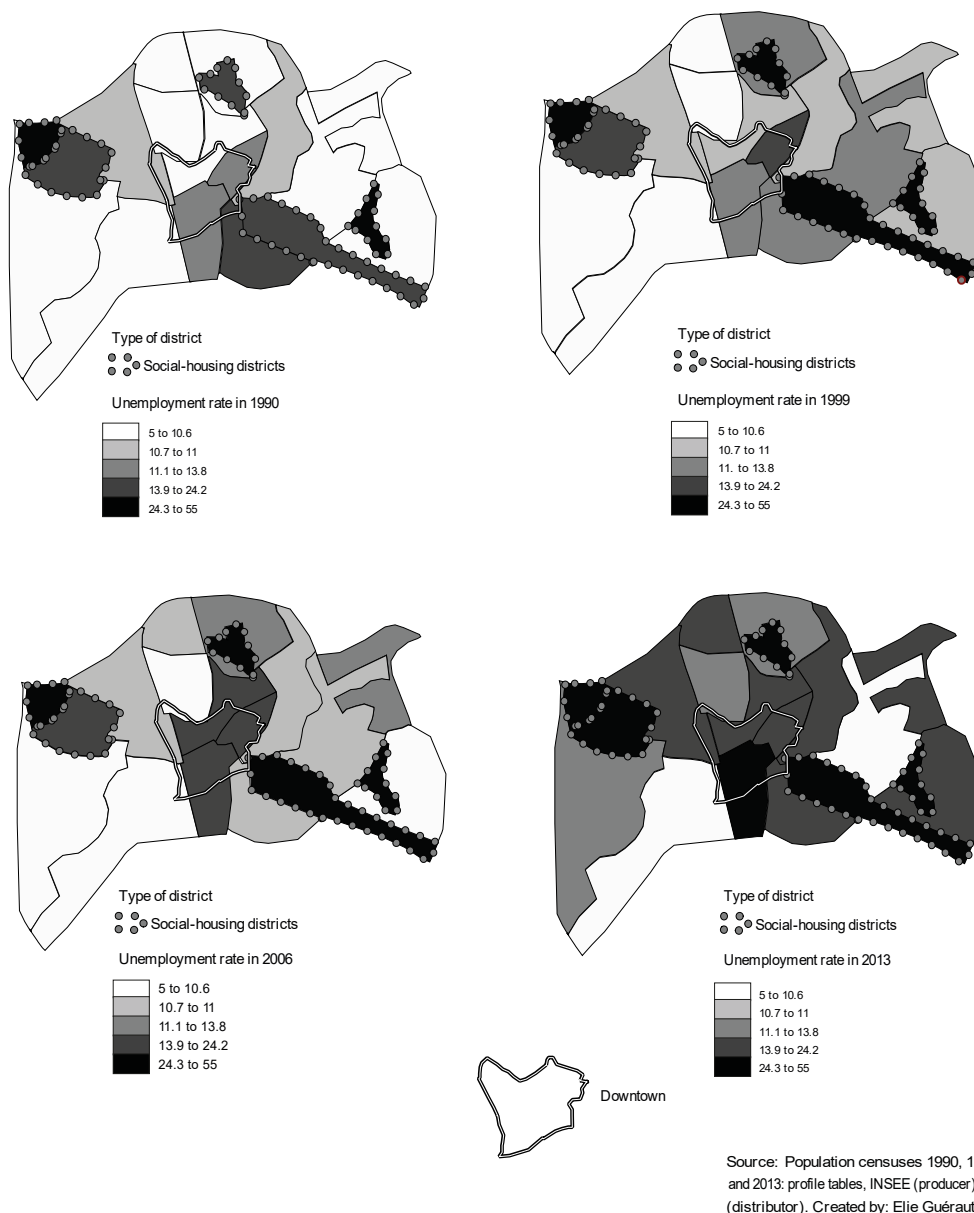 Type of district
Social-housing districts
Unemployment rate in 1990
5 to 10.6
10.7 to 11
11.1 to 13.8
13.9 to 24.2
24.3 to 55
Type of district
Social-housing districts
Unemployment rate in 1999
5 to 10.6
10.7 to 11
11. to 13.8
13.9 to 24.2
24.3 to 55
Type of district
Social-housing districts
Unemployment rate in 2006
5 to 10.6
10.7 to 11
11.1 to 13.8
13.9 to 24.2
24.3 to 55
Type of district
Social-housing districts
Unemployment rate in 2013
5 to 10.6
10.7 to 11
11.1 to 13.8
13.9 to 24.2
24.3 to 55
Downtown
Source: Population censuses 1990, 1
and 2013: profile tables, INSEE (producer)
(distributor). Created by: Elie Guéraut